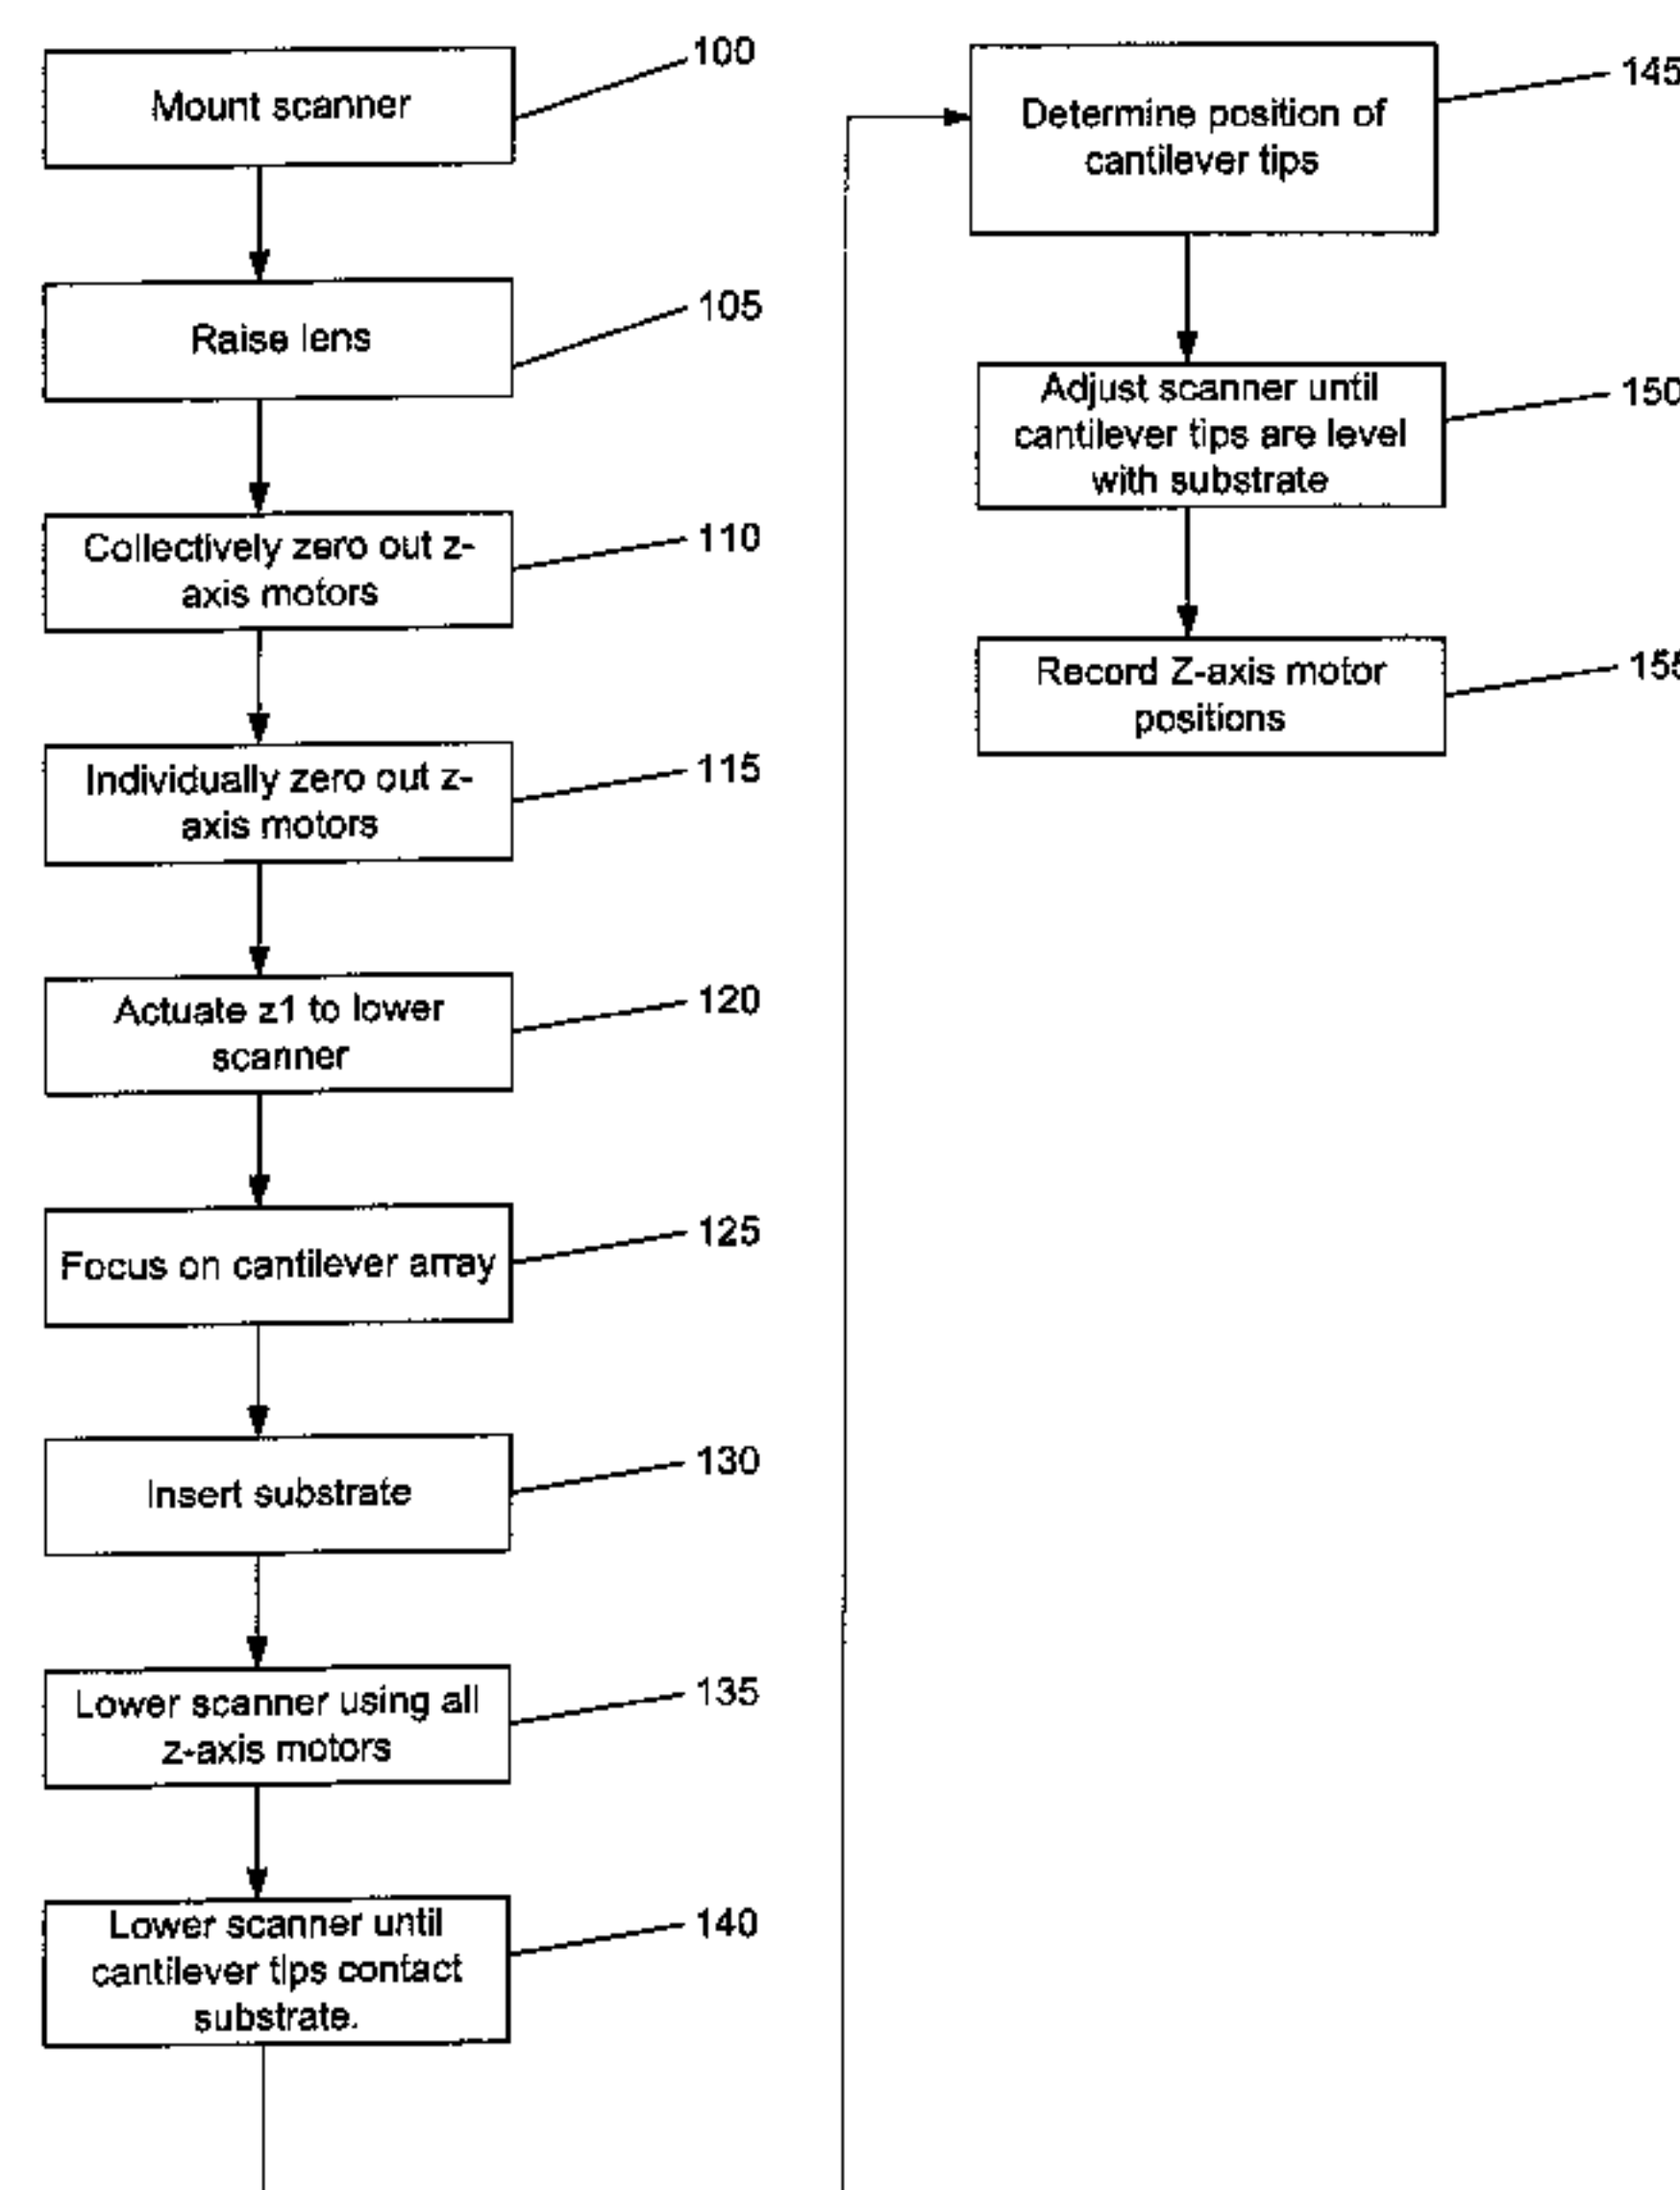 Mount scanner
100
Raise lens
105
Collectively zero out z-
axis motors
110
Individually zero out z-
axis motors
115
Actuate z1 to lower
scanner
120
Focus on cantilever array
125
Insert substrate
130
Lower scanner using all
z-axis motors
135
Lower scanner until
cantilever tips contact
substrate.
140
Determine position of
cantilever tips
145
Adjust scanner until
cantilever tips are level
with substrate
150
Record Z-axis motor
positions
155